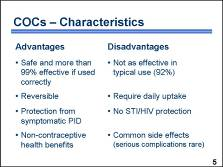 COCs – Characteristics
Advantages
• Safe and more than
99% effective if used
correctly
• Reversible
• Protection from
symptomatic PID
• Non-contraceptive
health benefits
Disadvantages
• Not as effective in
typical use (92%)
• Require daily uptake
• No STI/HIV protection
• Common side effects
(serious complications rare)
5